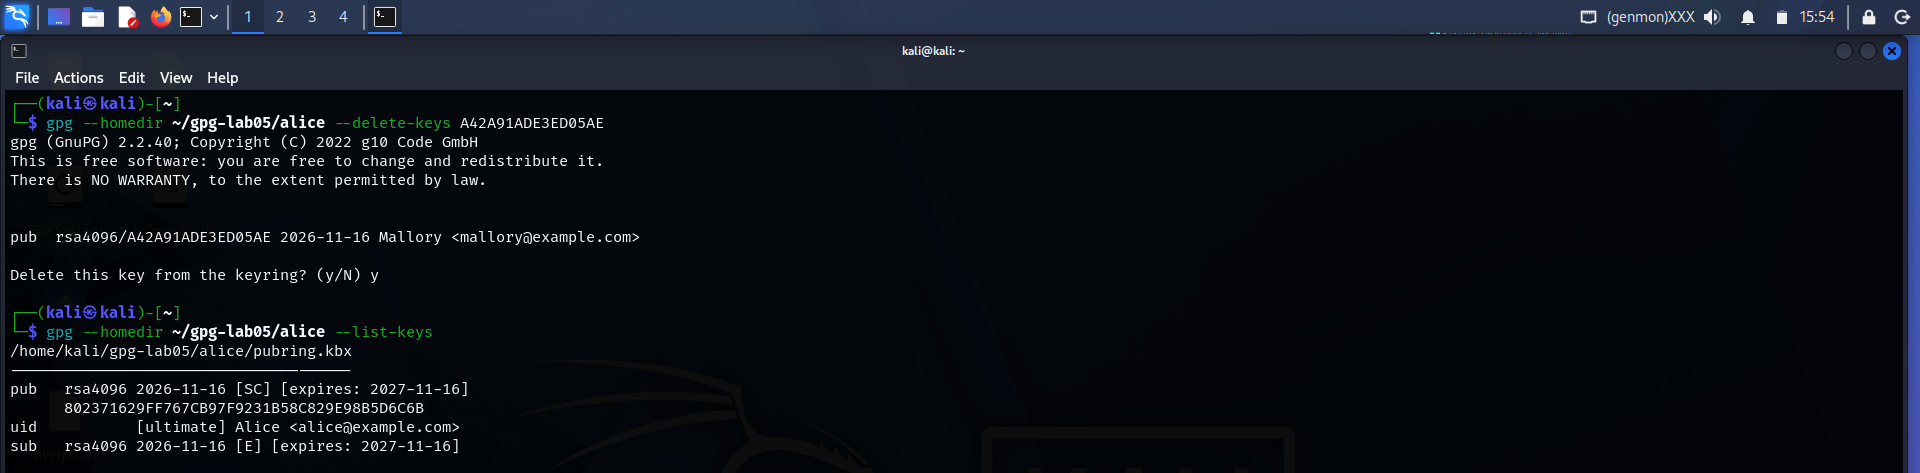 1 2 3 4 (genmon)XXX 15:54
kali@kali: ~
File Actions Edit View Help
┌──(kali㉿kali)-[~]
└─$ gpg --homedir ~/gpg-lab05/alice --delete-keys A42A91ADE3ED05AE
gpg (GnuPG) 2.2.40; Copyright (C) 2022 g10 Code GmbH
This is free software: you are free to change and redistribute it.
There is NO WARRANTY, to the extent permitted by law.
pub  rsa4096/A42A91ADE3ED05AE 2026-11-16 Mallory <mallory@example.com>
Delete this key from the keyring? (y/N) y
┌──(kali㉿kali)-[~]
└─$ gpg --homedir ~/gpg-lab05/alice --list-keys
/home/kali/gpg-lab05/alice/pubring.kbx
--------------------------------------
pub   rsa4096 2026-11-16 [SC] [expires: 2027-11-16]
      802371629FF767CB97F9231B58C829E98B5D6C6B
uid           [ultimate] Alice <alice@example.com>
sub   rsa4096 2026-11-16 [E] [expires: 2027-11-16]